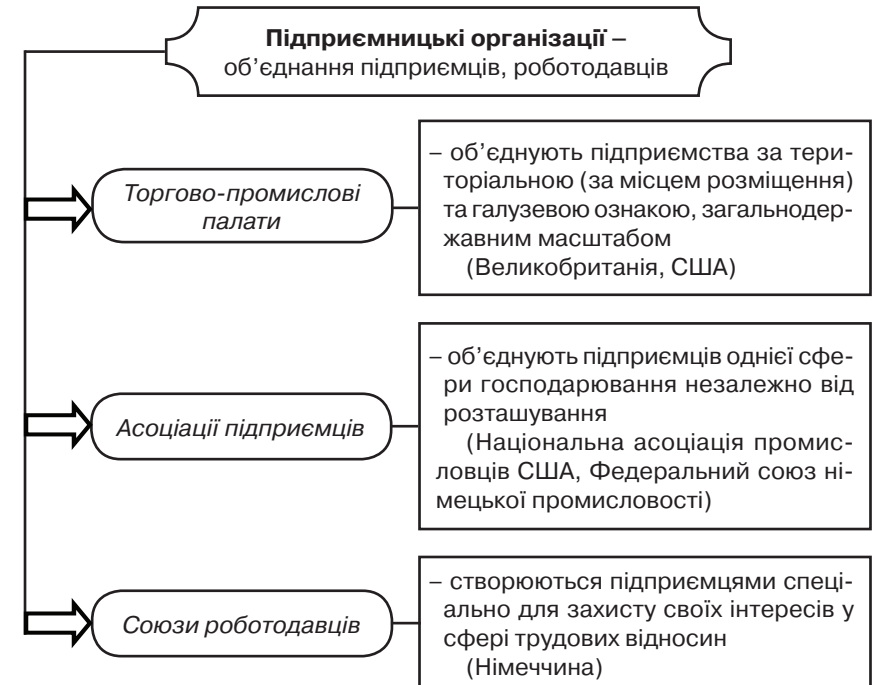 Підприємницькі організації –
об’єднання підприємців, роботодавців
Торгово-промислові
палати
– об’єднують підприємства за тери-
торіальною (за місцем розміщення)
та галузевою ознакою, загальнодер-
жавним масштабом
(Великобританія, США)
Асоціації підприємців
– об’єднують підприємців однієї сфе-
ри господарювання незалежно від
розташування
(Національна асоціація промис-
ловців США, Федеральний союз ні-
мецької промисловості)
Союзи роботодавців
– створюються підприємцями спеці-
ально для захисту своїх інтересів у
сфері трудових відносин
(Німеччина)